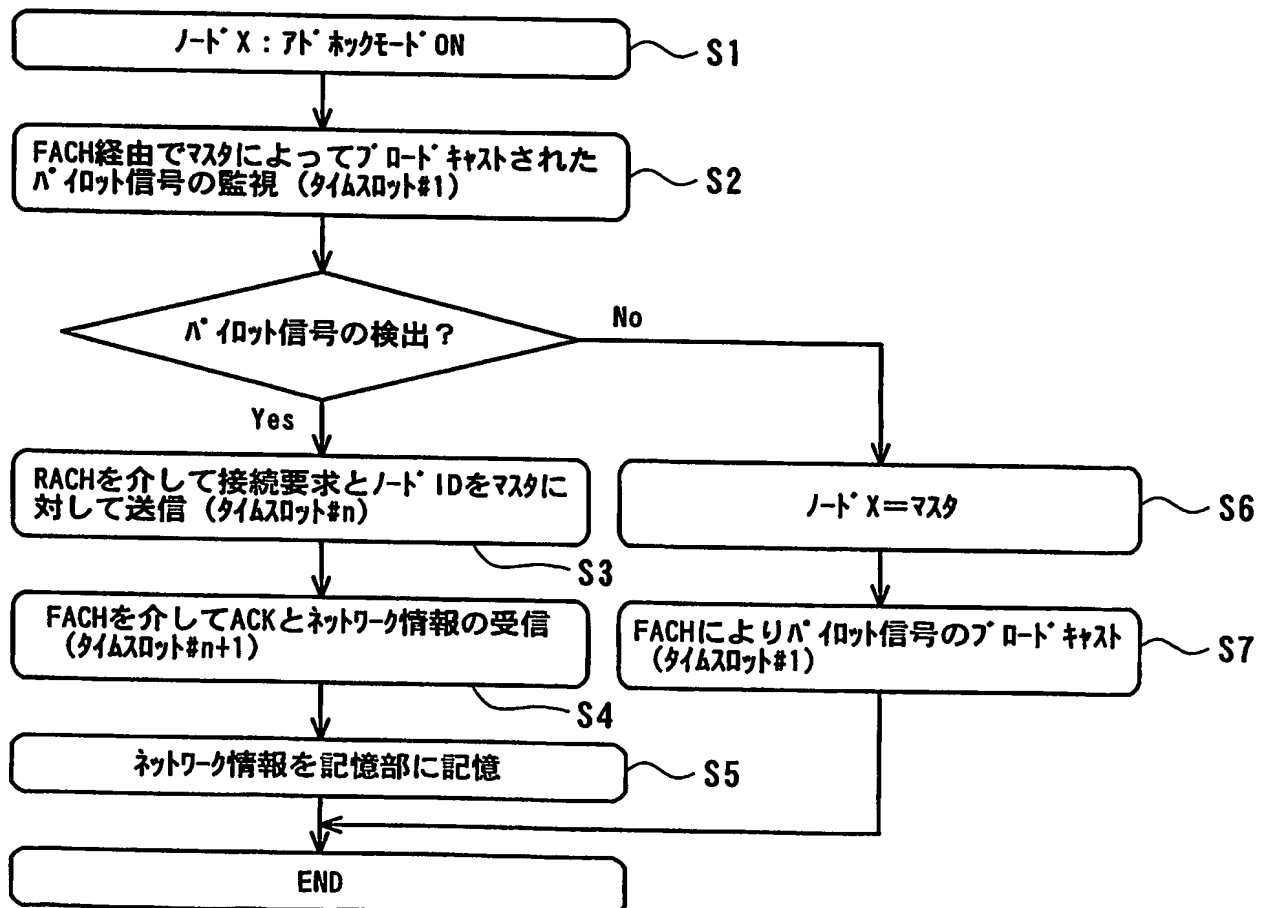 ノードX：アドホックモードON
S1
FACH経由でマスタによってブロードキャストされた
パイロット信号の監視（タイムスロット#1）
S2
パイロット信号の検出？
No
Yes
RACHを介して接続要求とノードIDをマスタに
対して送信（タイムスロット#n）
S3
ノードX＝マスタ
S6
FACHを介してACKとネットワーク情報の受信
（タイムスロット#n+1）
S4
FACHによりパイロット信号のブロードキャスト
（タイムスロット#1）
S7
ネットワーク情報を記憶部に記憶
S5
END